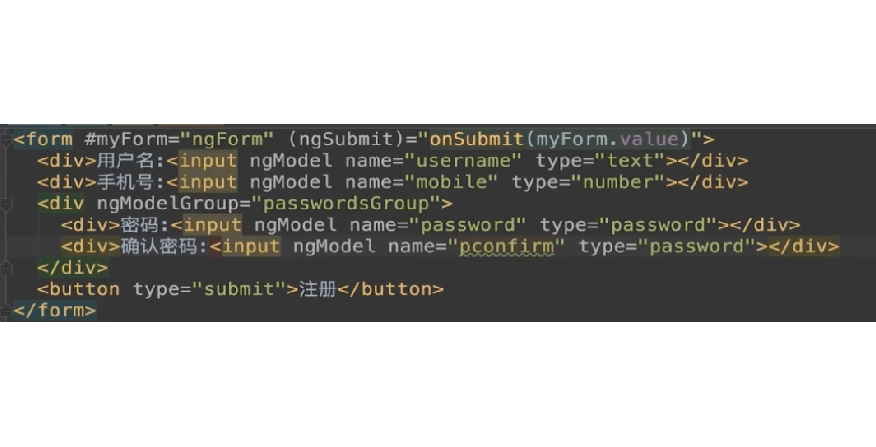 <form #myForm="ngForm" (ngSubmit)="onSubmit(myForm.value)">
<div>用户名:<input ngModel name="username" type="text"></div>
<div>手机号:<input ngModel name="mobile" type="number"></div>
<div ngModelGroup="passwordsGroup">
<div>密码:<input ngModel name="password" type="password"></div>
<div>确认密码:<input ngModel name="pconfirm" type="password"></div>
</div>
<button type="submit">注册</button>
</form>